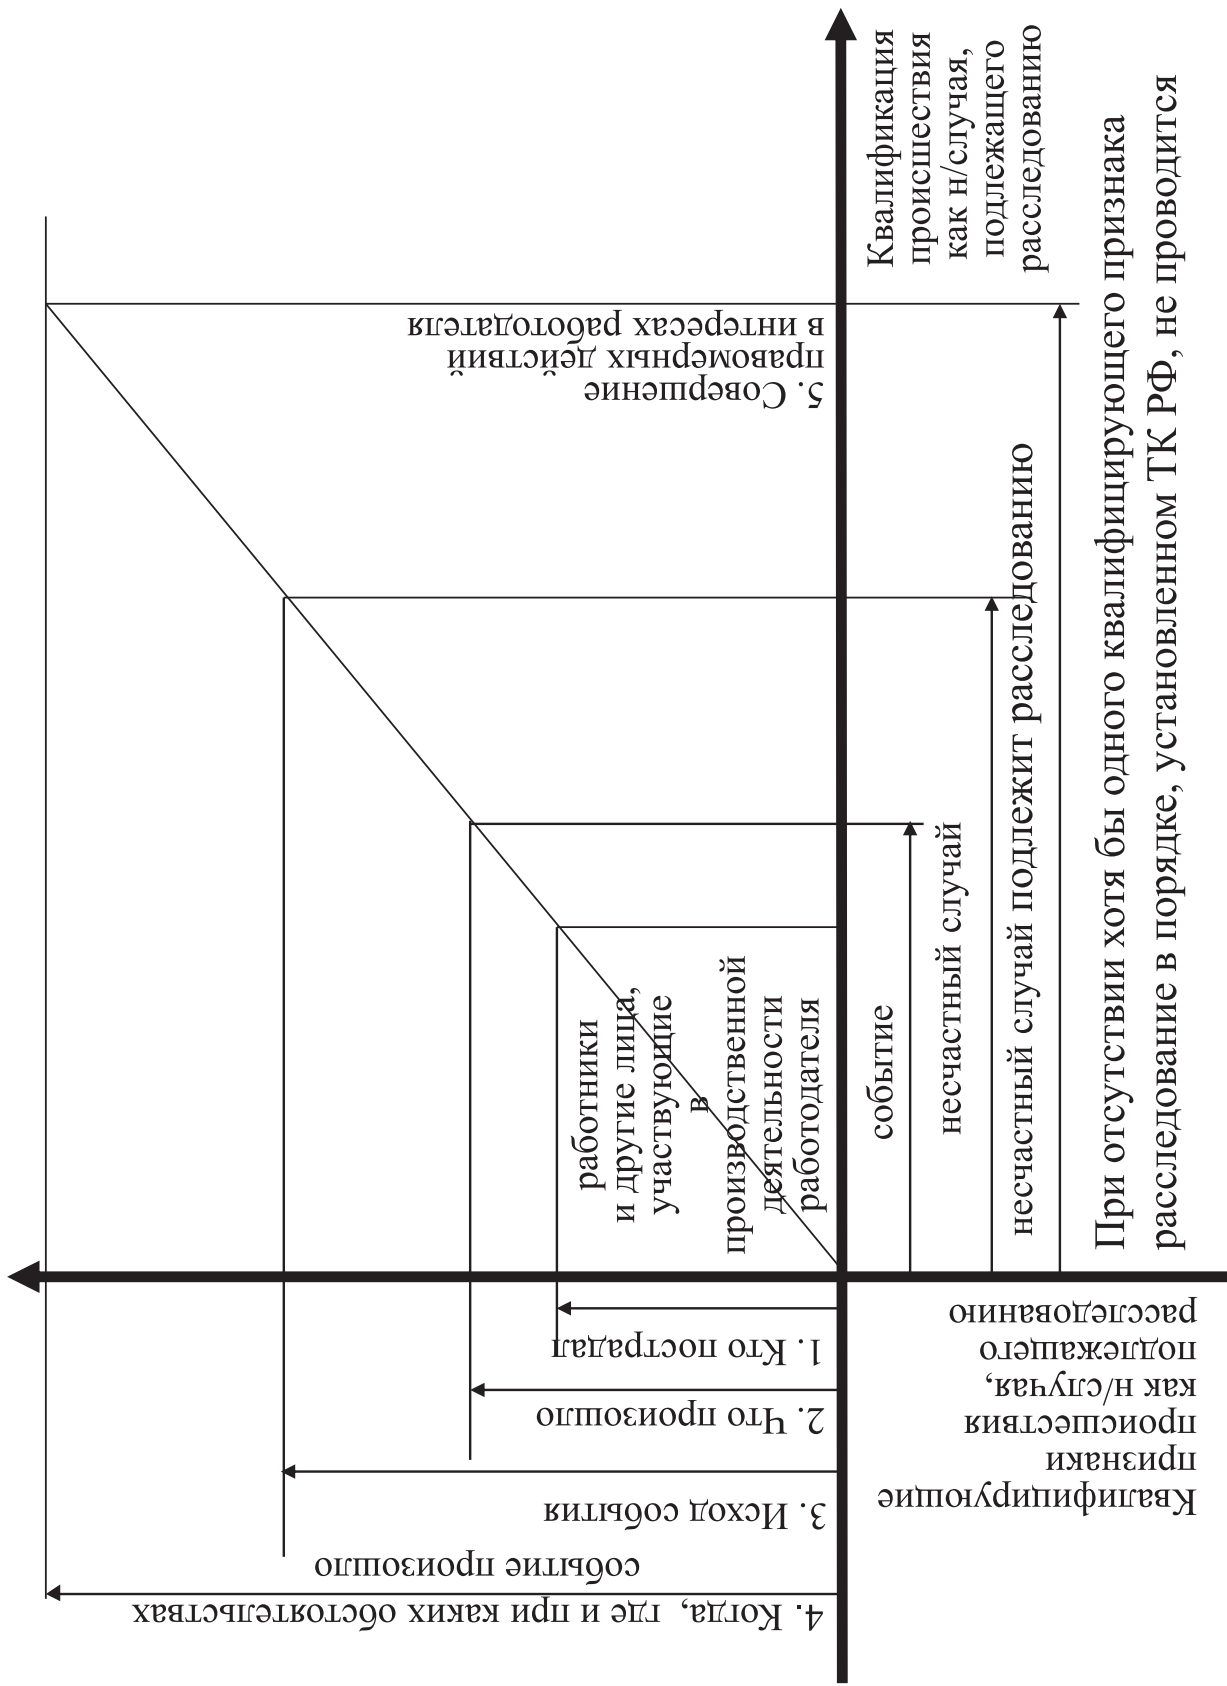 4. Когда, где и при каких обстоятельствах
событие произошло
3. Исход события
2. Что произошло
1. Кто пострадал
Квалифицирующие
признаки
происшествия
как н/случая,
подлежащего
расследованию
работники
и другие лица,
участвующие
в
производственной
деятельности
работодателя
5. Совершение
правомерных действий
в интересах работодателя
событие
несчастный случай
несчастный случай подлежит расследованию
Квалификация
происшествия
как н/случая,
подлежащего
расследованию
При отсутствии хотя бы одного квалифицирующего признака
расследование в порядке, установленном ТК РФ, не проводится